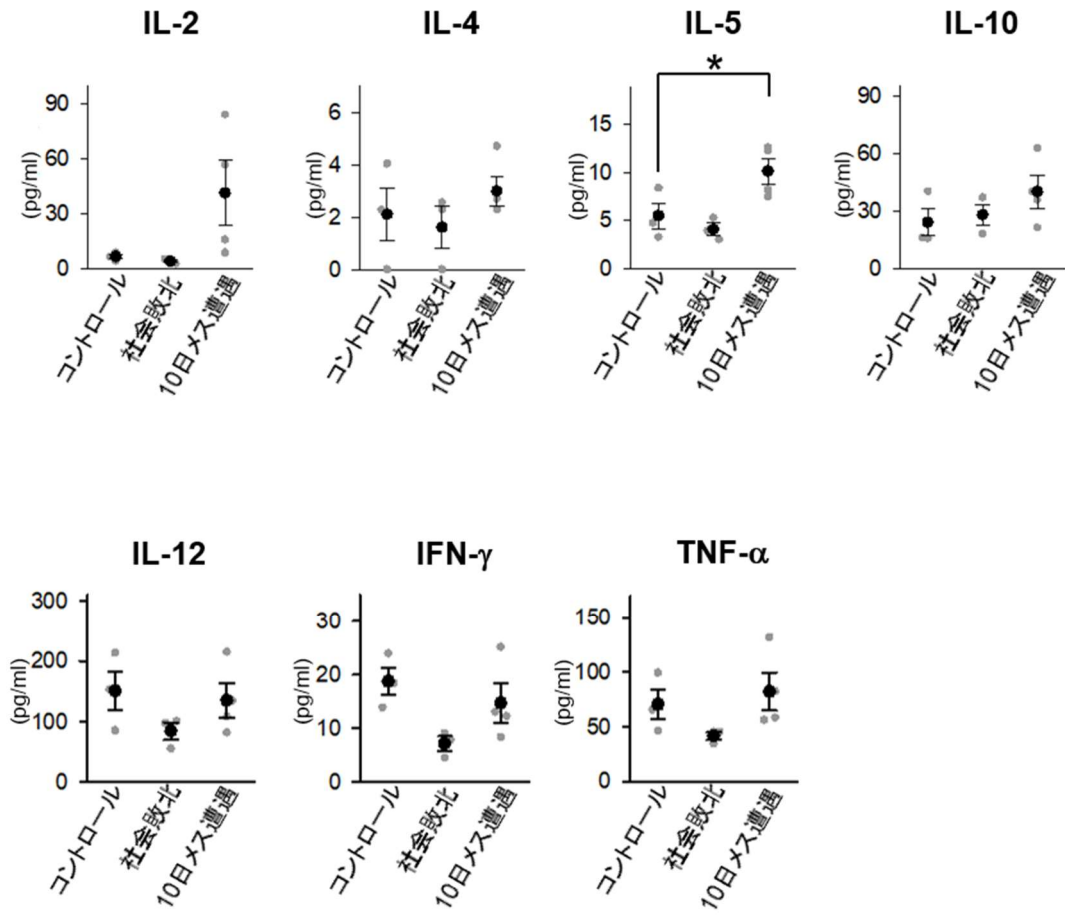 IL-2
IL-4
IL-5
IL-10
(pg/ml)
90
60
30
0
コントロール
社会敗北
10日メス遭遇
(pg/ml)
6
4
2
0
コントロール
社会敗北
10日メス遭遇
*
(pg/ml)
15
10
5
0
コントロール
社会敗北
10日メス遭遇
(pg/ml)
90
60
30
0
コントロール
社会敗北
10日メス遭遇
IL-12
IFN-γ
TNF-α
(pg/ml)
300
200
100
0
コントロール
社会敗北
10日メス遭遇
(pg/ml)
30
20
10
0
コントロール
社会敗北
10日メス遭遇
(pg/ml)
150
100
50
0
コントロール
社会敗北
10日メス遭遇